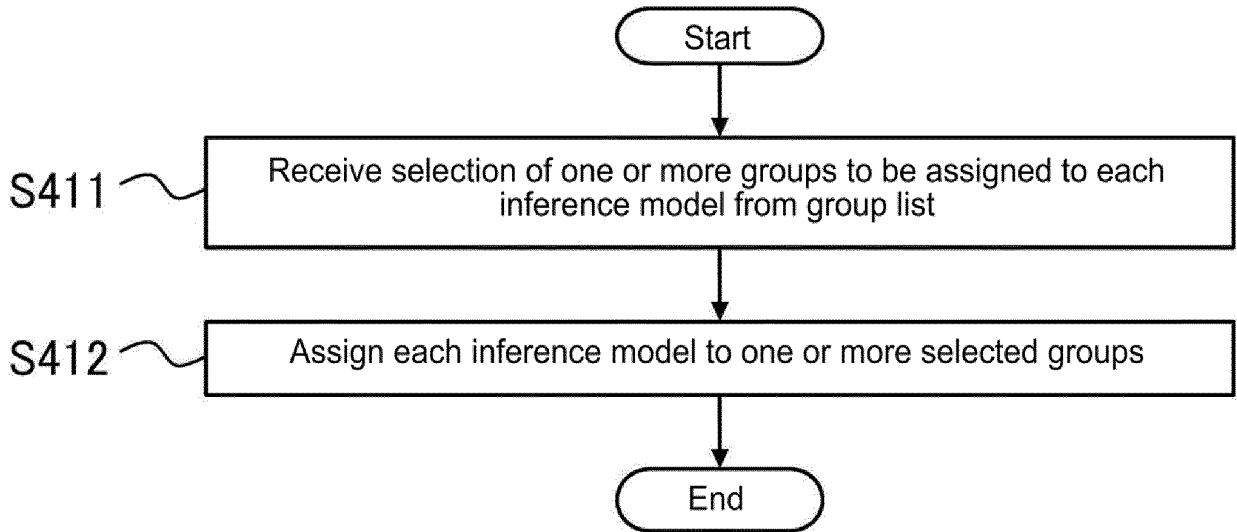 Start
S411
Receive selection of one or more groups to be assigned to each
inference model from group list
S412
Assign each inference model to one or more selected groups
End